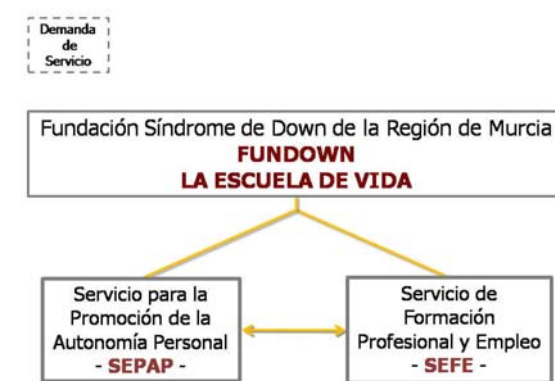 Demanda
de
Servicio
Fundación Síndrome de Down de la Región de Murcia
FUNDOWN
LA ESCUELA DE VIDA
Servicio para la
Promoción de la
Autonomía Personal
- SEPAP -
Servicio de
Formación
Profesional y Empleo
- SEFE -